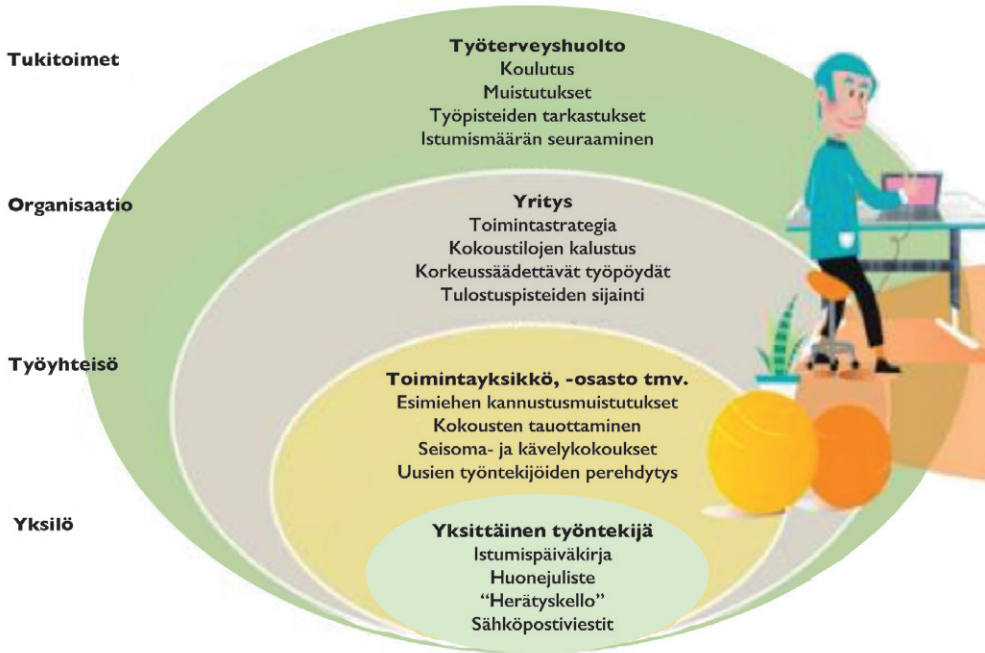 Tukitoimet
Työterveyshuolto
Koulutus
Muistutukset
Työpisteiden tarkastukset
Istumismäärän seuraaminen
Organisaatio
Yritys
Toimintastrategia
Kokoustilojen kalustus
Korkeussäädettävät työpöydät
Tulostuspisteiden sijainti
Työyhteisö
Toimintayksikkö, -osasto tmv.
Esimiehen kannustusmuistutukset
Kokousten tauottaminen
Seisoma- ja kävelykokoukset
Uusien työntekijöiden perehdytys
Yksilö
Yksittäinen työntekijä
Istumispäiväkirja
Huonejuliste
“Herätyskello”
Sähköpostiviestit